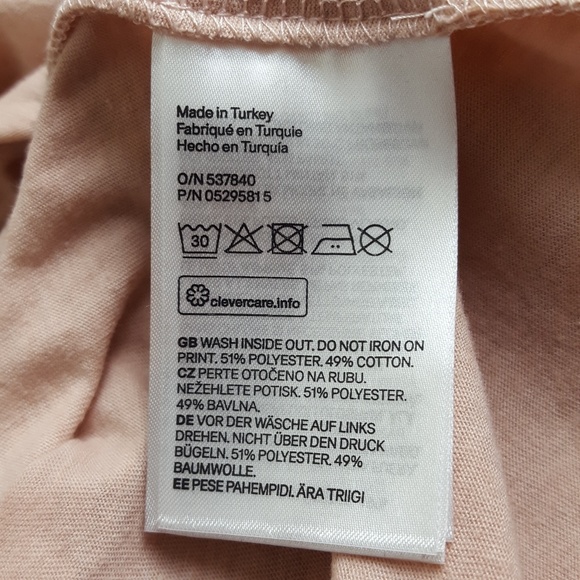 Made in Turkey
Fabriqué en Turquie
Hecho en Turquía
O/N 537840
P/N 0529581 5
30
clevercare.info
GB WASH INSIDE OUT. DO NOT IRON ON
PRINT. 51% POLYESTER. 49% COTTON.
CZ PERTE OTOČENO NA RUBU.
NEŽEHLETE POTISK. 51% POLYESTER.
49% BAVLNA.
DE VOR DER WÄSCHE AUF LINKS
DREHEN. NICHT ÜBER DEN DRUCK
BÜGELN. 51% POLYESTER. 49%
BAUMWOLLE.
EE PESE PAHEMPIDI. ÄRA TRIIGI